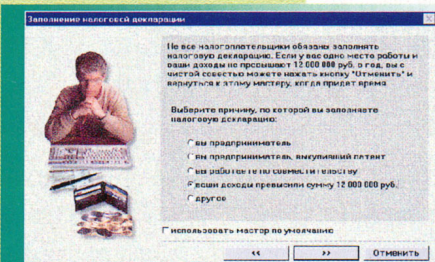 Заполнение налоговой декларации
Не все налогоплательщики обязаны заполнять
налоговую декларацию. Если у вас одно место работы и
ваши доходы не превышают 12 000 000 руб. в год, вы с
чистой совестью можете нажать кнопку "Отменить" и
вернуться к этому мастеру, когда придет время.
Выберите причину, по которой вы заполняете
налоговую декларацию:
вы предприниматель
вы предприниматель, выкупивший патент
вы работаете по совместительству
ваши доходы превысили сумму 12 000 000 руб.
другое
использовать мастер по умолчанию
<< >> Отменить